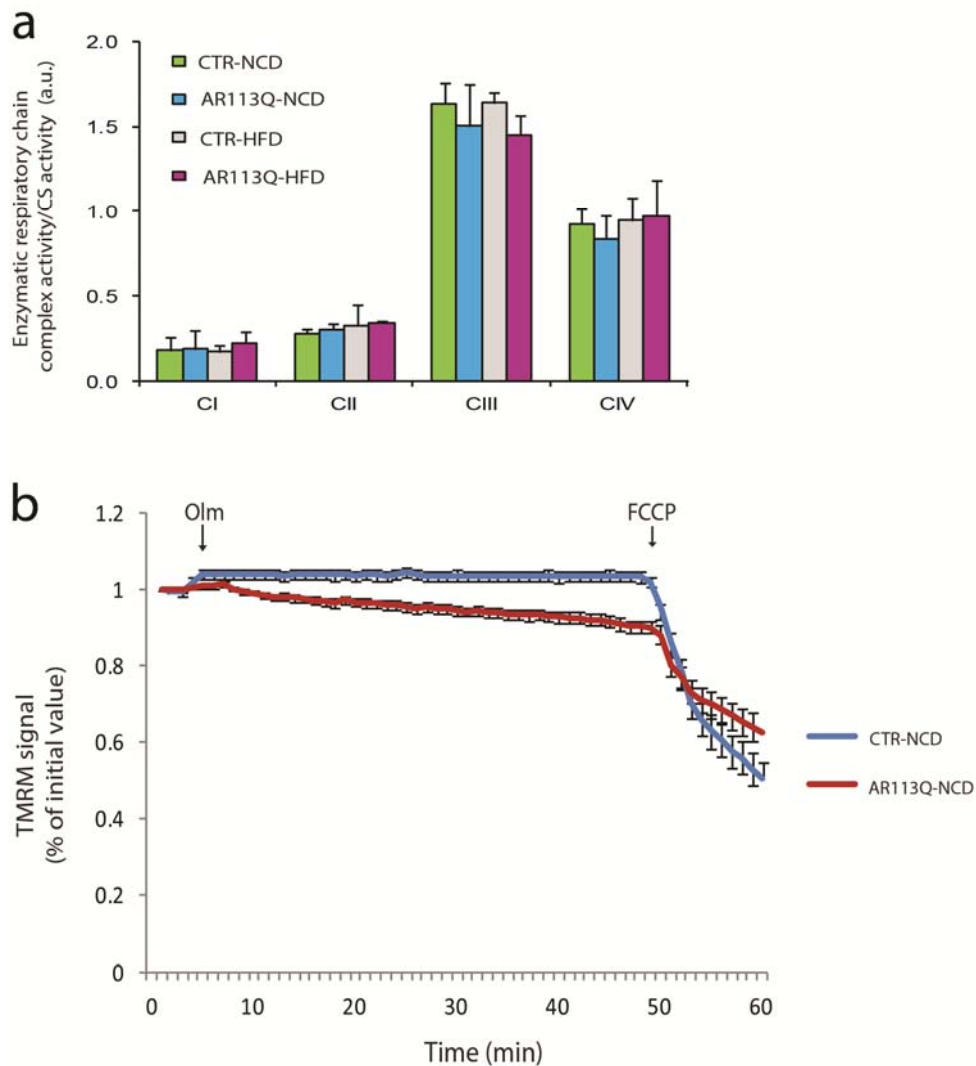 a
Enzymatic respiratory chain
complex activity/CS activity (a.u.)
2.0
1.5
1.0
0.5
0.0
CTR-NCD
AR113Q-NCD
CTR-HFD
AR113Q-HFD
CI CII CIII CIV
b
TMRM signal
(% of initial value)
1.2
1
0.8
0.6
0.4
0.2
0
Olm
FCCP
CTR-NCD
AR113Q-NCD
0 10 20 30 40 50 60
Time (min)